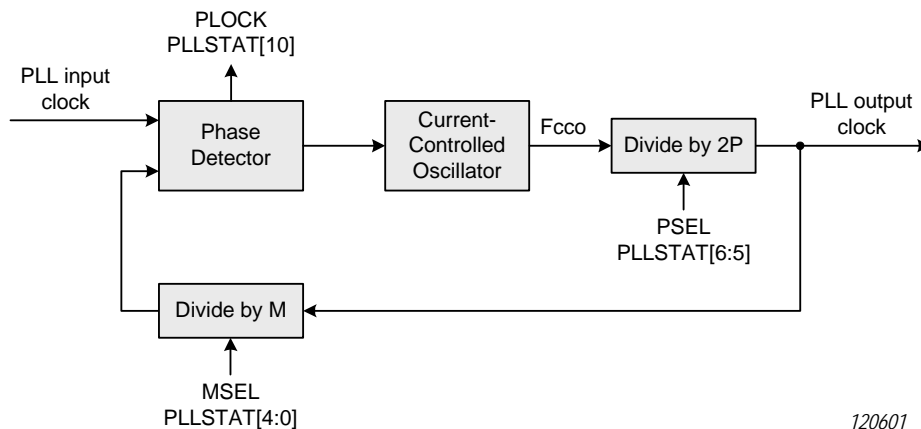 PLOCK
PLLSTAT[10]
PLL input
clock
Phase
Detector
Current-
Controlled
Oscillator
Fcco
Divide by 2P
PLL output
clock
PSEL
PLLSTAT[6:5]
Divide by M
MSEL
PLLSTAT[4:0]
120601